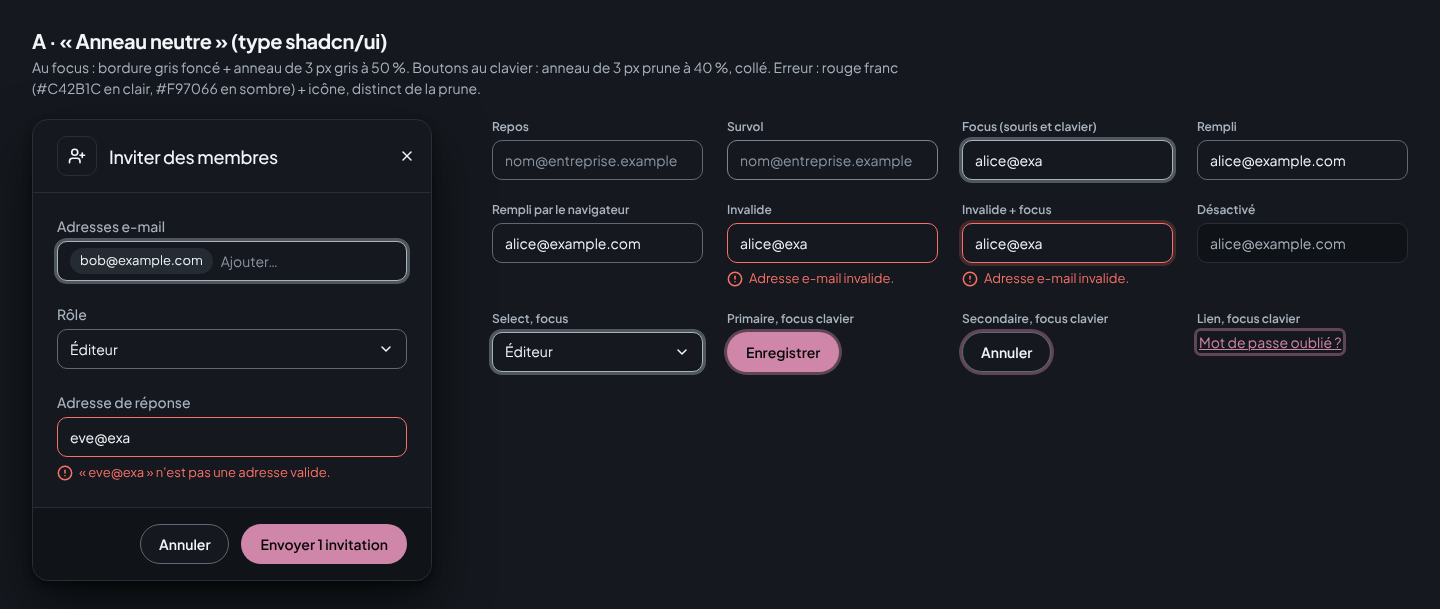 A · « Anneau neutre » (type shadcn/ui)
Au focus : bordure gris foncé + anneau de 3 px gris à 50 %. Boutons au clavier : anneau de 3 px prune à 40 %, collé. Erreur : rouge franc
(#C42B1C en clair, #F97066 en sombre) + icône, distinct de la prune.
Inviter des membres
Adresses e-mail
bob@example.com Ajouter…
Rôle
Éditeur
Adresse de réponse
eve@exa
« eve@exa » n'est pas une adresse valide.
Annuler
Envoyer 1 invitation
Repos
nom@entreprise.example
Survol
nom@entreprise.example
Focus (souris et clavier)
alice@exa
Rempli
alice@example.com
Rempli par le navigateur
alice@example.com
Invalide
alice@exa
Adresse e-mail invalide.
Invalide + focus
alice@exa
Adresse e-mail invalide.
Désactivé
alice@example.com
Select, focus
Éditeur
Primaire, focus clavier
Enregistrer
Secondaire, focus clavier
Annuler
Lien, focus clavier
Mot de passe oublié ?